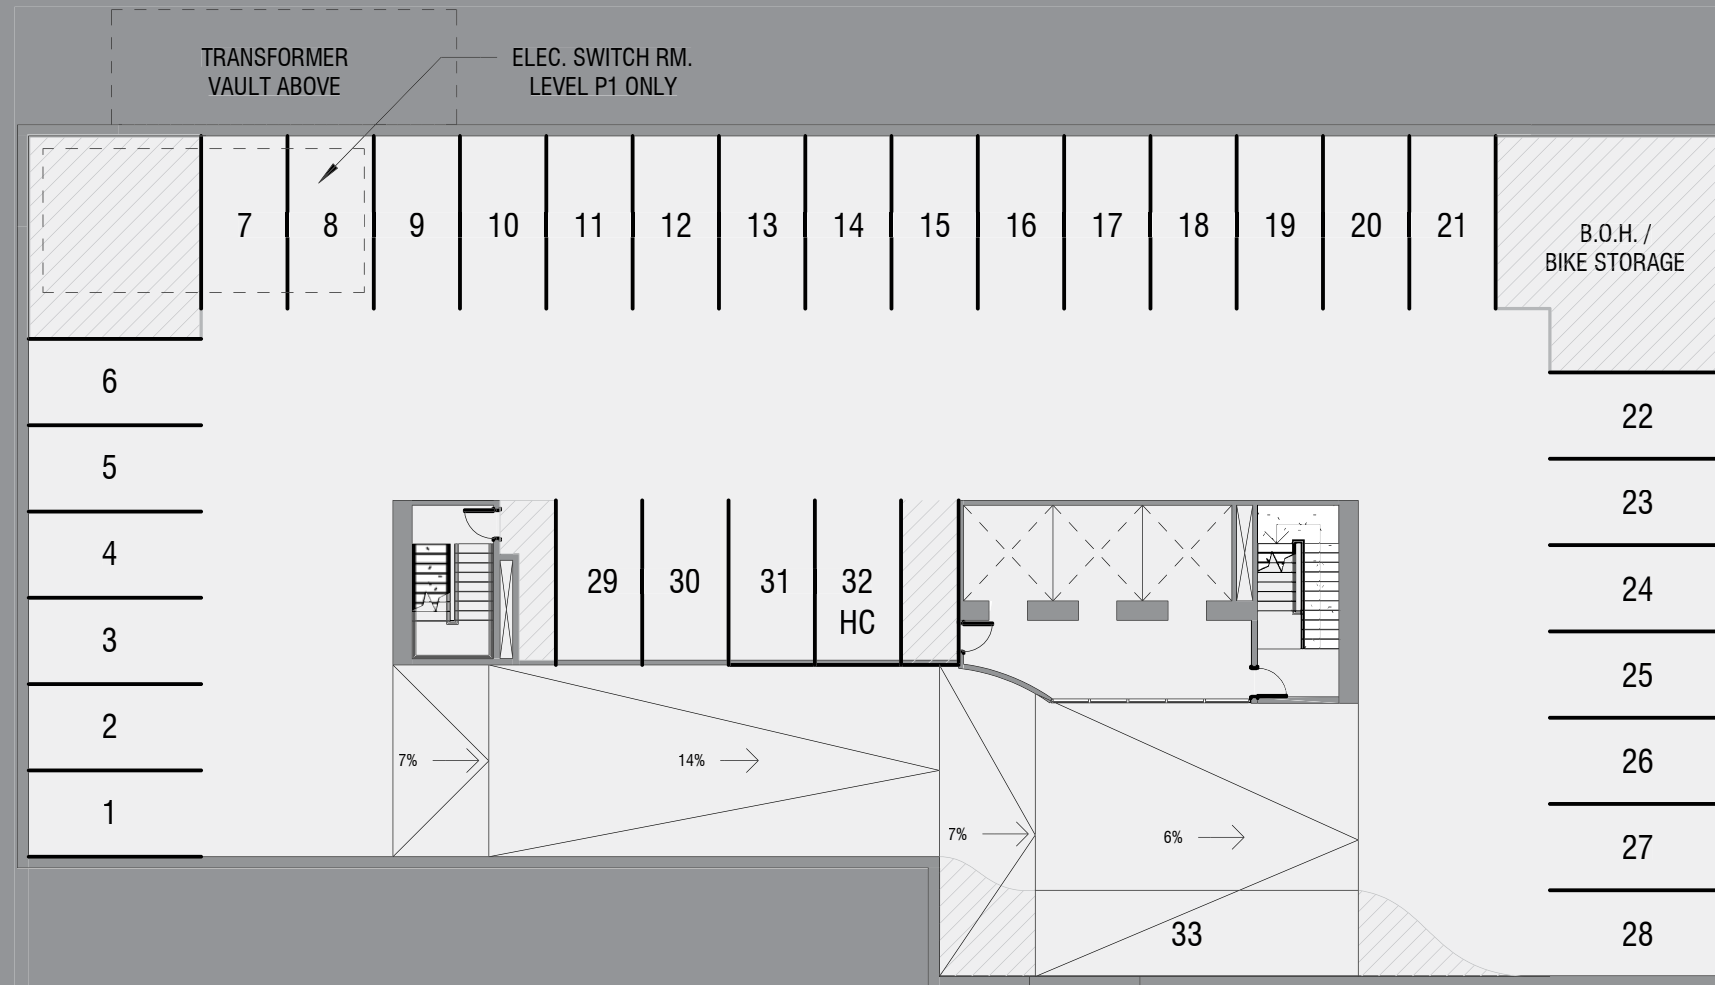 TRANSFORMER
VAULT ABOVE
ELEC. SWITCH RM.
LEVEL P1 ONLY
7 8 9 10 11 12 13 14 15 16 17 18 19 20 21
B.O.H. /
BIKE STORAGE
6
5
4
3
2
1
22
23
24
25
26
27
28
29 30 31 32
HC
7%
14%
7%
6%
33